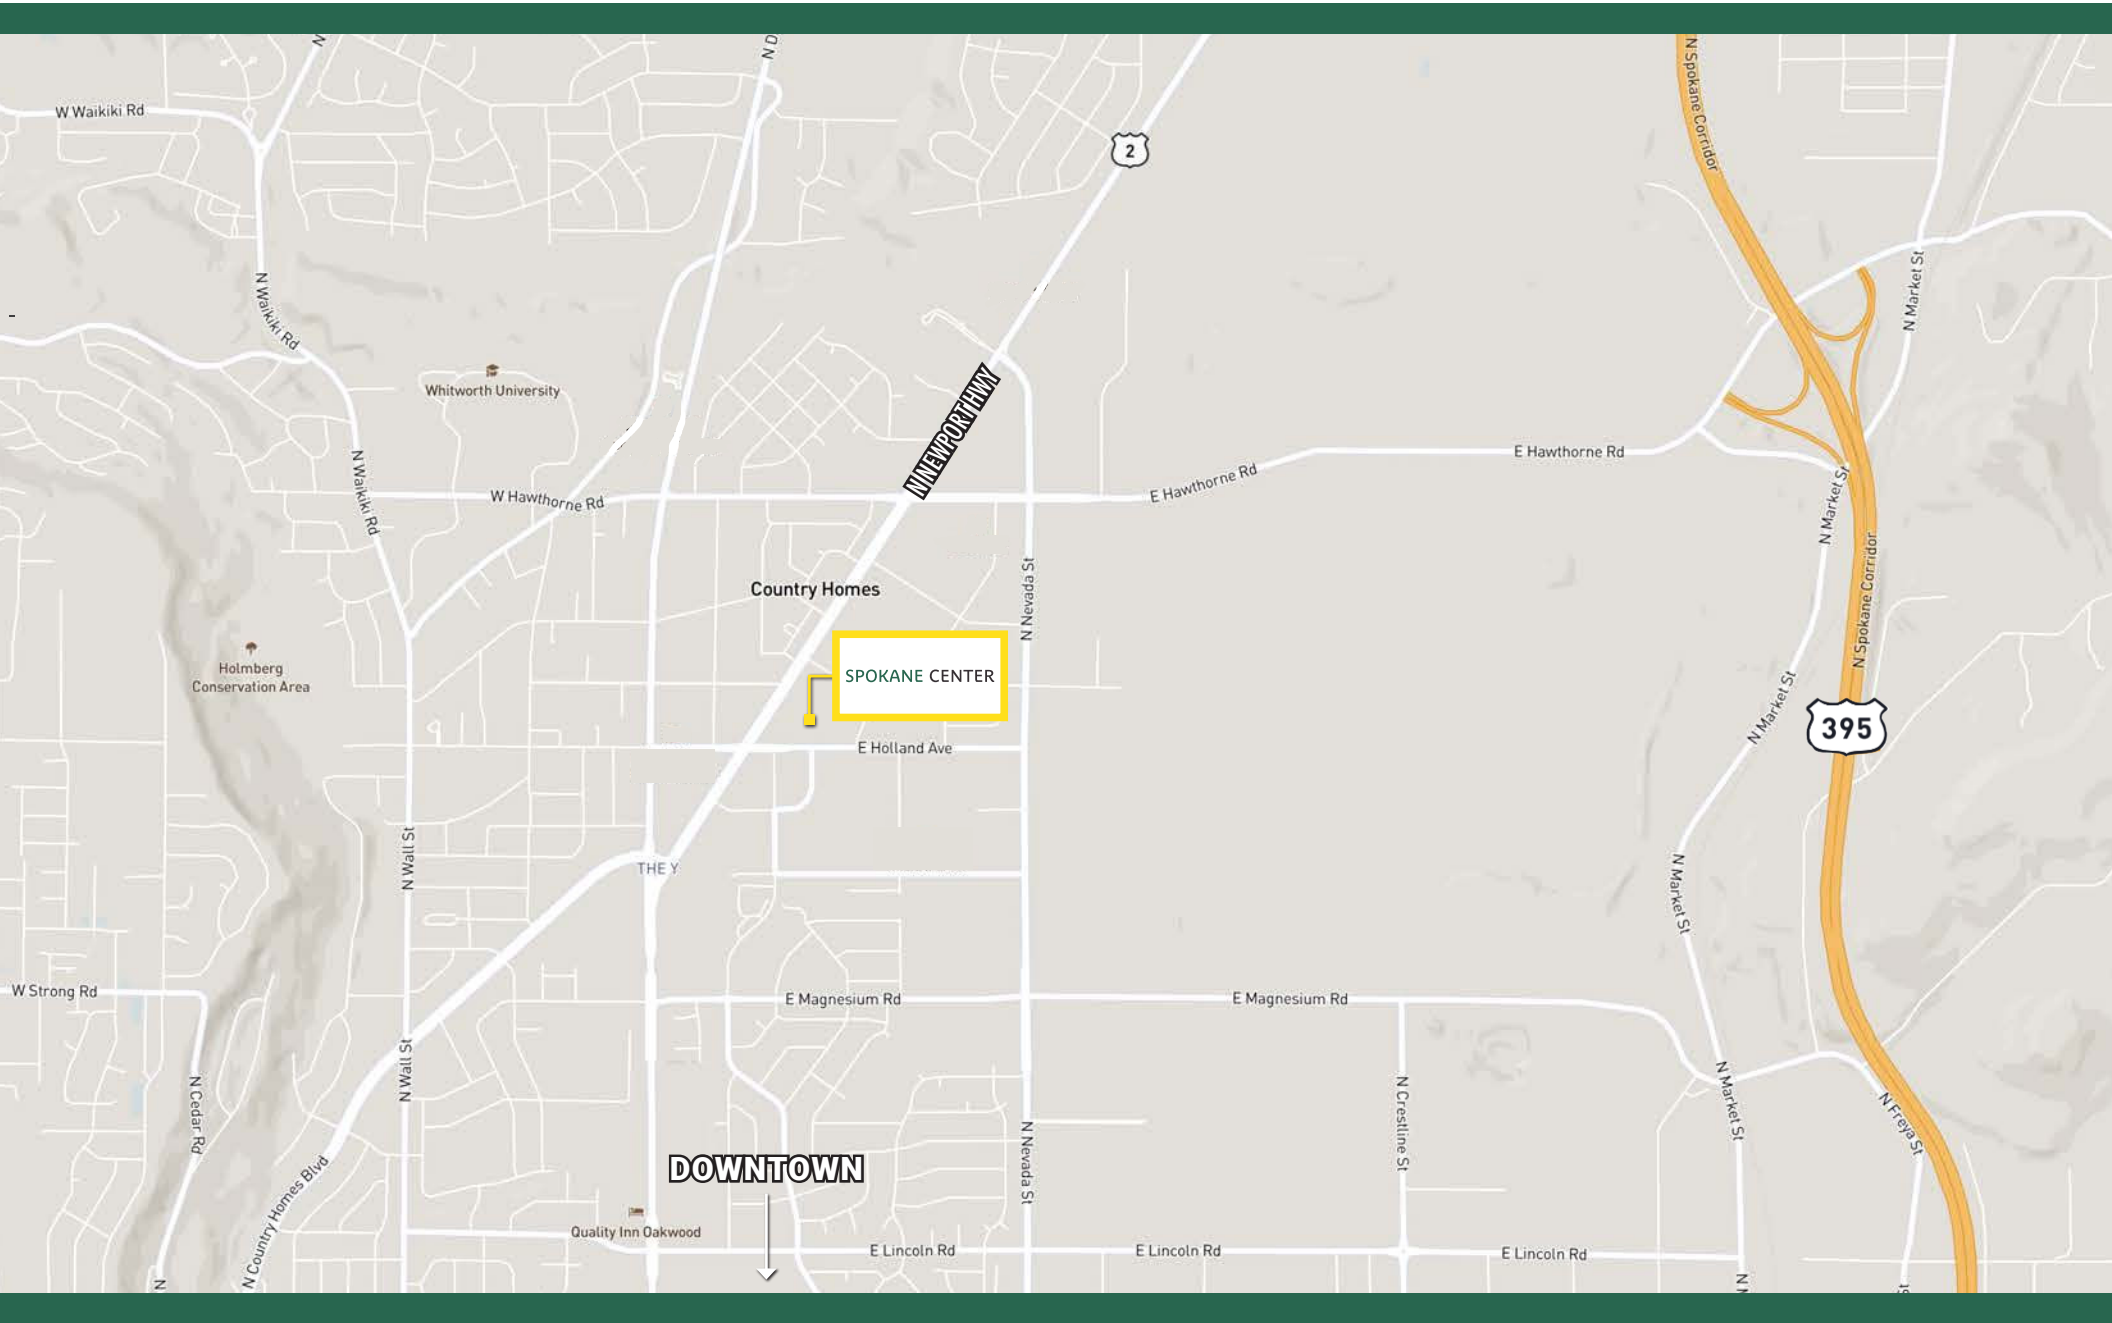 N
N D
N Spokane Corridor
W Waikiki Rd
2
N Waikiki Rd
N Market St
Whitworth University
N NEWPORT HWY
N Waikiki Rd
W Hawthorne Rd
E Hawthorne Rd
E Hawthorne Rd
N Market St
N Spokane Corridor
Country Homes
N Nevada St
Holmberg
Conservation Area
SPOKANE CENTER
N Market St
395
E Holland Ave
N Wall St
THE Y
N Market St
W Strong Rd
E Magnesium Rd
E Magnesium Rd
N Wall St
N Cedar Rd
N Crestline St
N Market St
N Freya St
N Nevada St
DOWNTOWN
N Country Homes Blvd
Quality Inn Oakwood
E Lincoln Rd
E Lincoln Rd
E Lincoln Rd
N